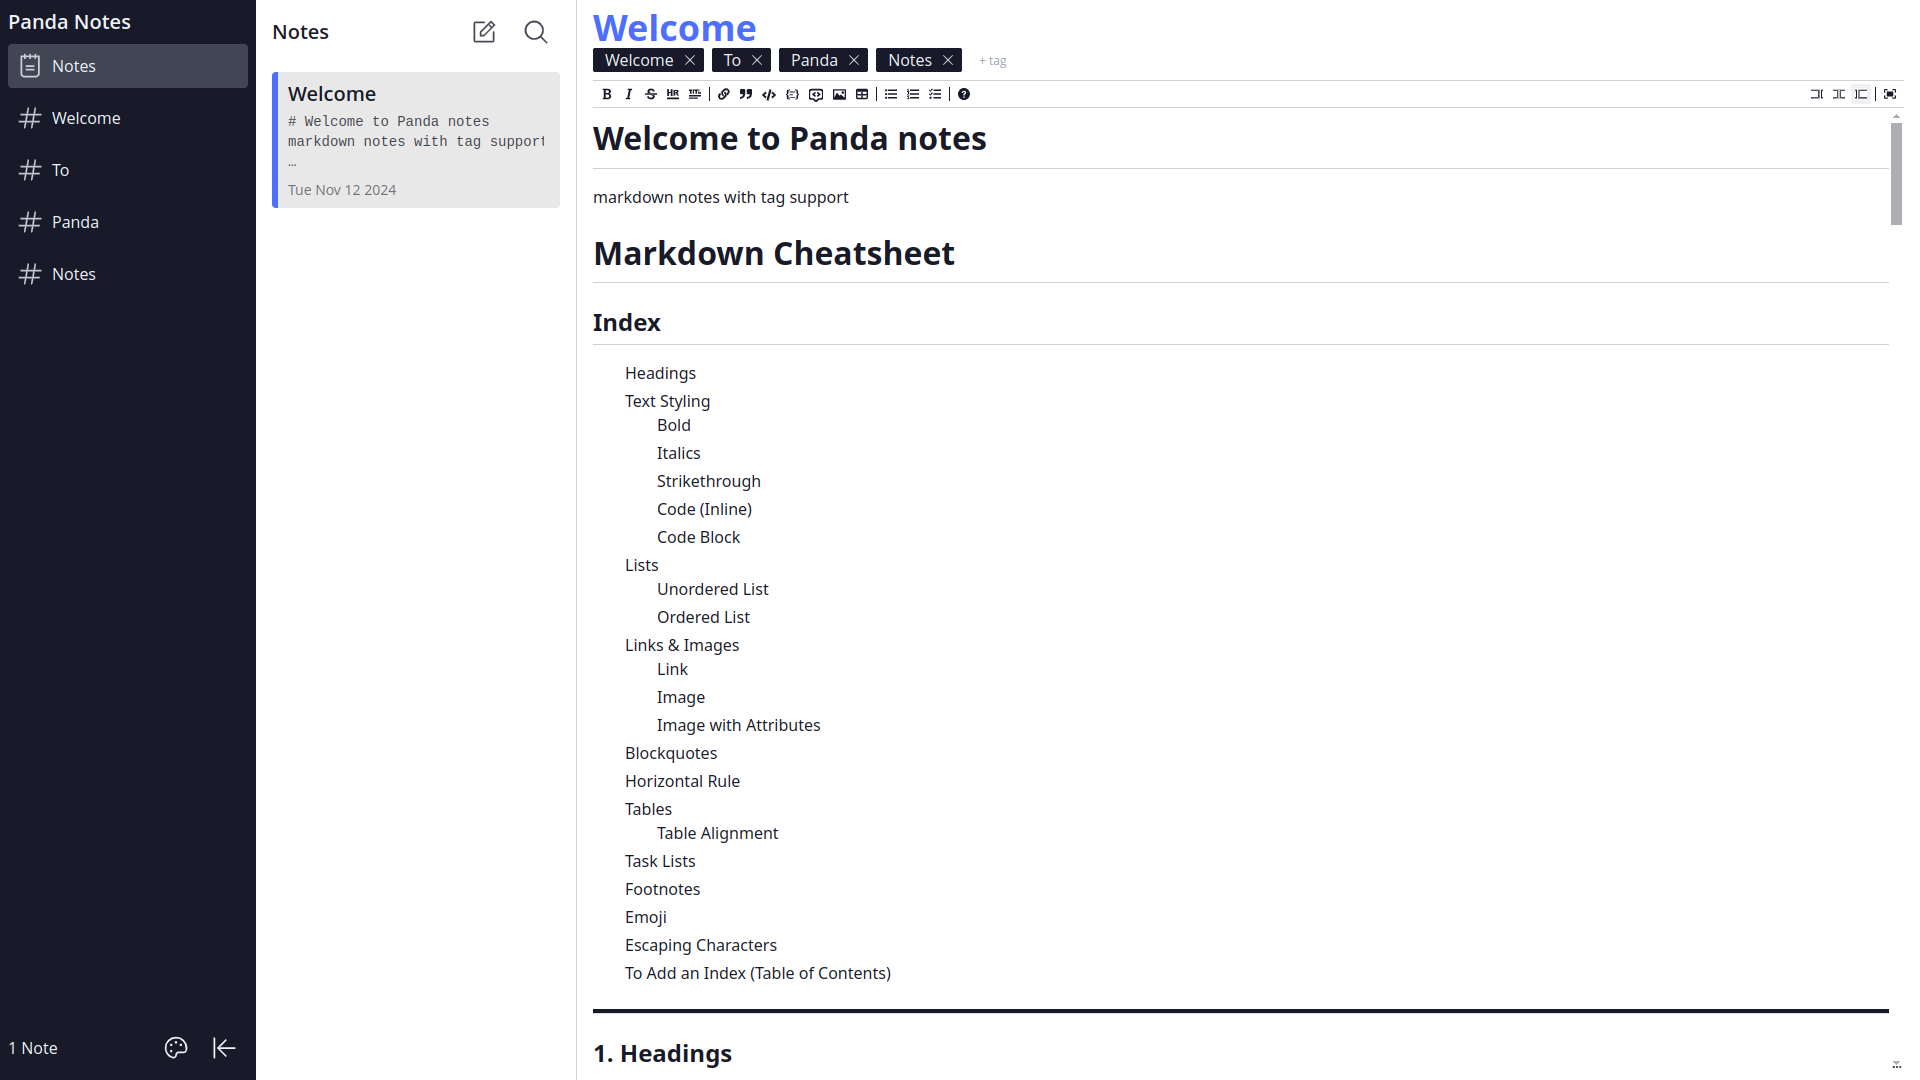 Panda Notes
Notes
Welcome
To
Panda
Notes
1 Note
Notes
Welcome
# Welcome to Panda notes
markdown notes with tag support
…
Tue Nov 12 2024
Welcome
Welcome To Panda Notes + tag
Welcome to Panda notes
markdown notes with tag support
Markdown Cheatsheet
Index
Headings
Text Styling
Bold
Italics
Strikethrough
Code (Inline)
Code Block
Lists
Unordered List
Ordered List
Links & Images
Link
Image
Image with Attributes
Blockquotes
Horizontal Rule
Tables
Table Alignment
Task Lists
Footnotes
Emoji
Escaping Characters
To Add an Index (Table of Contents)
1. Headings